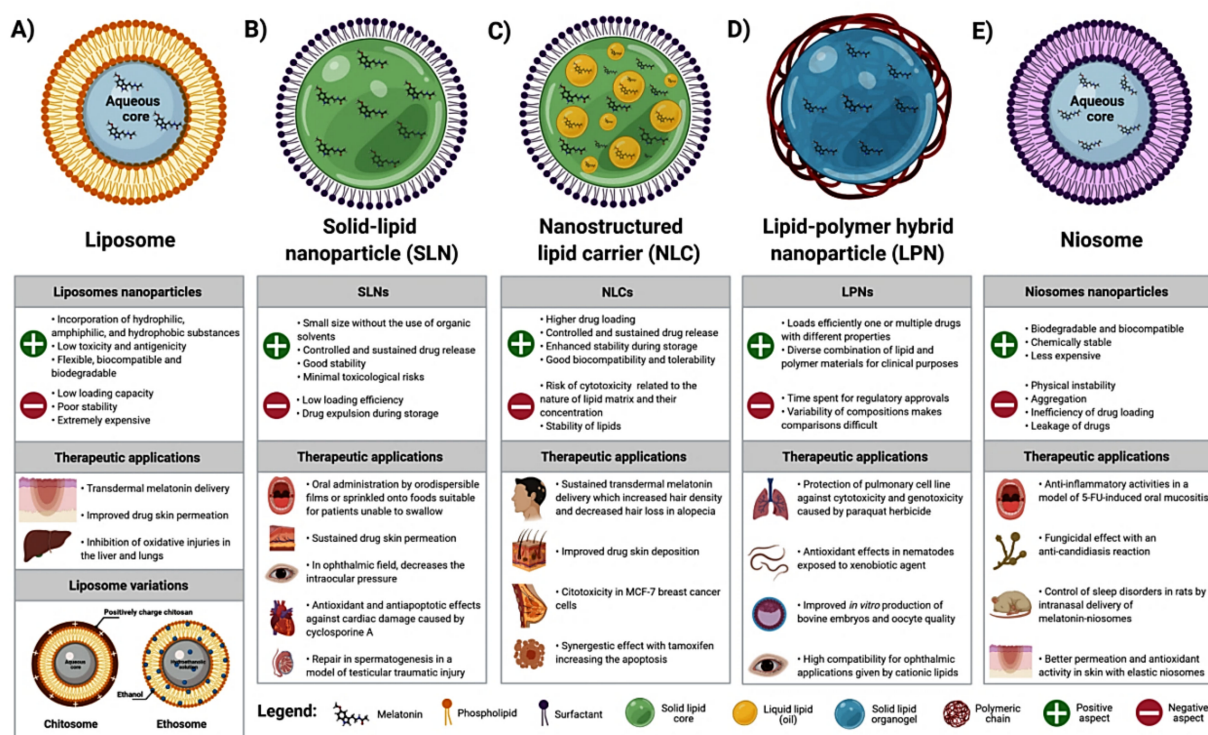 A)
B)
C)
D)
E)
Aqueous
core
Aqueous
core
Liposome
Solid-lipid
nanoparticle (SLN)
Nanostructured
lipid carrier (NLC)
Lipid-polymer hybrid
nanoparticle (LPN)
Niosome
Liposomes nanoparticles
• Incorporation of hydrophilic,
amphiphilic, and hydrophobic substances
• Low toxicity and antigenicity
• Flexible, biocompatible and
biodegradable
• Low loading capacity
• Poor stability
• Extremely expensive
Therapeutic applications
• Transdermal melatonin delivery
• Improved drug skin permeation
• Inhibition of oxidative injuries in
the liver and lungs
Liposome variations
Positively charge chitosan
Aqueous
core
Hydroethanolic
solution
Ethanol
Chitosome
Ethosome
SLNs
• Small size without the use of organic
solvents
• Controlled and sustained drug release
• Good stability
• Minimal toxicological risks
• Low loading efficiency
• Drug expulsion during storage
Therapeutic applications
• Oral administration by orodispersible
films or sprinkled onto foods suitable
for patients unable to swallow
• Sustained drug skin permeation
• In ophthalmic field, decreases the
intraocular pressure
• Antioxidant and antiapoptotic effects
against cardiac damage caused by
cyclosporine A
• Repair in spermatogenesis in a
model of testicular traumatic injury
NLCs
• Higher drug loading
• Controlled and sustained drug release
• Enhanced stability during storage
• Good biocompatibility and tolerability
• Risk of cytotoxicity related to the
nature of lipid matrix and their
concentration
• Stability of lipids
Therapeutic applications
• Sustained transdermal melatonin
delivery which increased hair density
and decreased hair loss in alopecia
• Improved drug skin deposition
• Citotoxicity in MCF-7 breast cancer
cells
• Synergestic effect with tamoxifen
increasing the apoptosis
LPNs
• Loads efficiently one or multiple drugs
with different properties
• Diverse combination of lipid and
polymer materials for clinical purposes
• Time spent for regulatory approvals
• Variability of compositions makes
comparisons difficult
Therapeutic applications
• Protection of pulmonary cell line
against cytotoxicity and genotoxicity
caused by paraquat herbicide
• Antioxidant effects in nematodes
exposed to xenobiotic agent
• Improved in vitro production of
bovine embryos and oocyte quality
• High compatibility for ophthalmic
applications given by cationic lipids
Niosomes nanoparticles
• Biodegradable and biocompatible
• Chemically stable
• Less expensive
• Physical instability
• Aggregation
• Inefficiency of drug loading
• Leakage of drugs
Therapeutic applications
• Anti-inflammatory activities in a
model of 5-FU-induced oral mucositis
• Fungicidal effect with an
anti-candidiasis reaction
• Control of sleep disorders in rats by
intranasal delivery of
melatonin-niosomes
• Better permeation and antioxidant
activity in skin with elastic niosomes
Legend:
Melatonin
Phospholipid
Surfactant
Solid lipid
core
Liquid lipid
(oil)
Solid lipid
organogel
Polymeric
chain
Positive
aspect
Negative
aspect